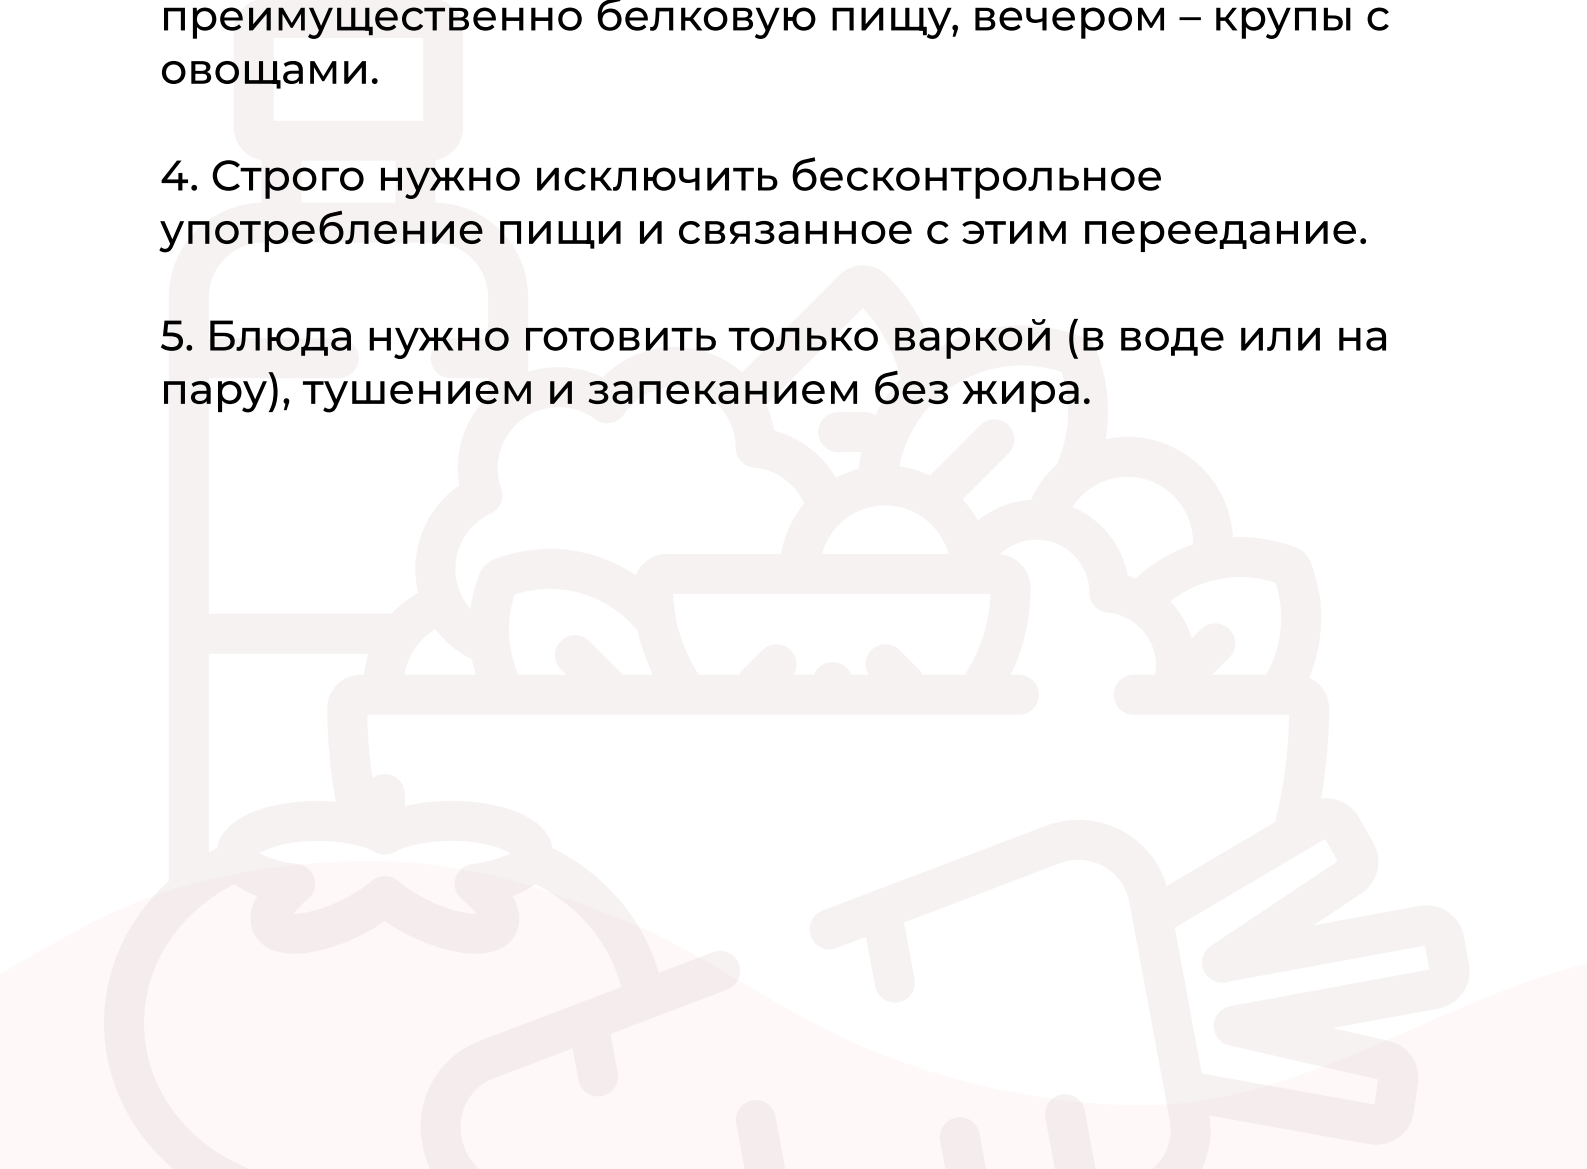 преимущественно белковую пищу, вечером – крупы с
овощами.
4. Строго нужно исключить бесконтрольное
употребление пищи и связанное с этим переедание.
5. Блюда нужно готовить только варкой (в воде или на
пару), тушением и запеканием без жира.